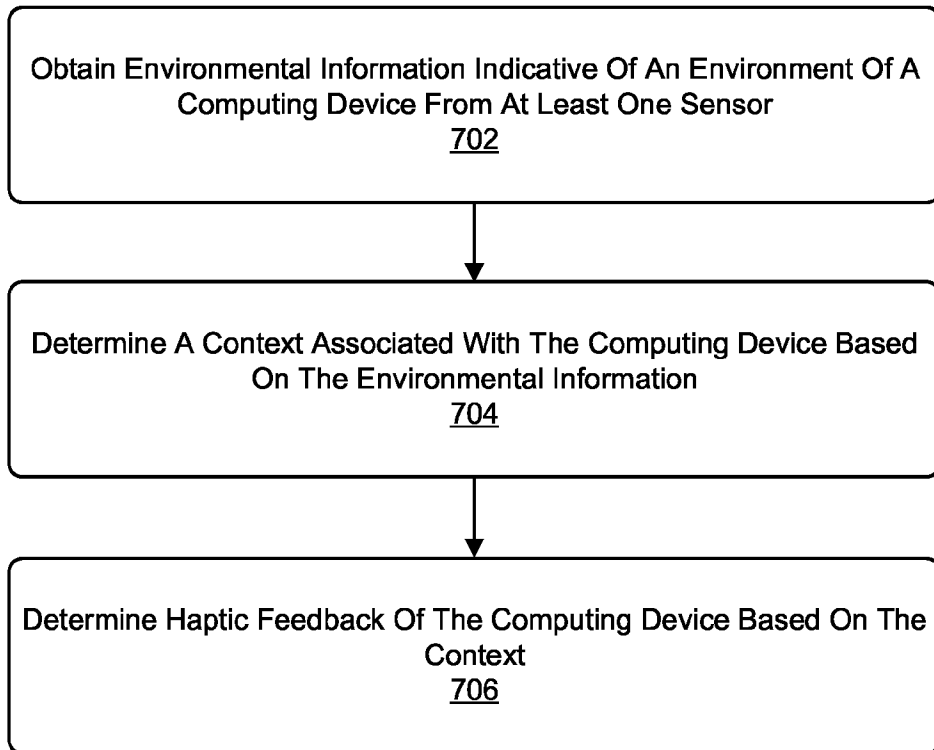 Obtain Environmental Information Indicative Of An Environment Of A
Computing Device From At Least One Sensor
702
Determine A Context Associated With The Computing Device Based
On The Environmental Information
704
Determine Haptic Feedback Of The Computing Device Based On The
Context
706